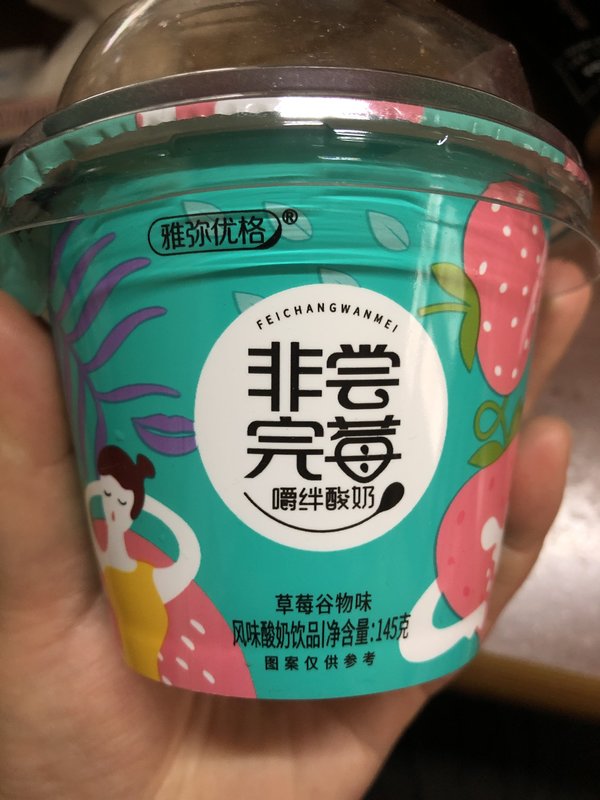 雅弥优格®
FEICHANGWANMEI
非尝
完莓
嚼绊酸奶
草莓谷物味
风味酸奶饮品|净含量:145克
图案仅供参考